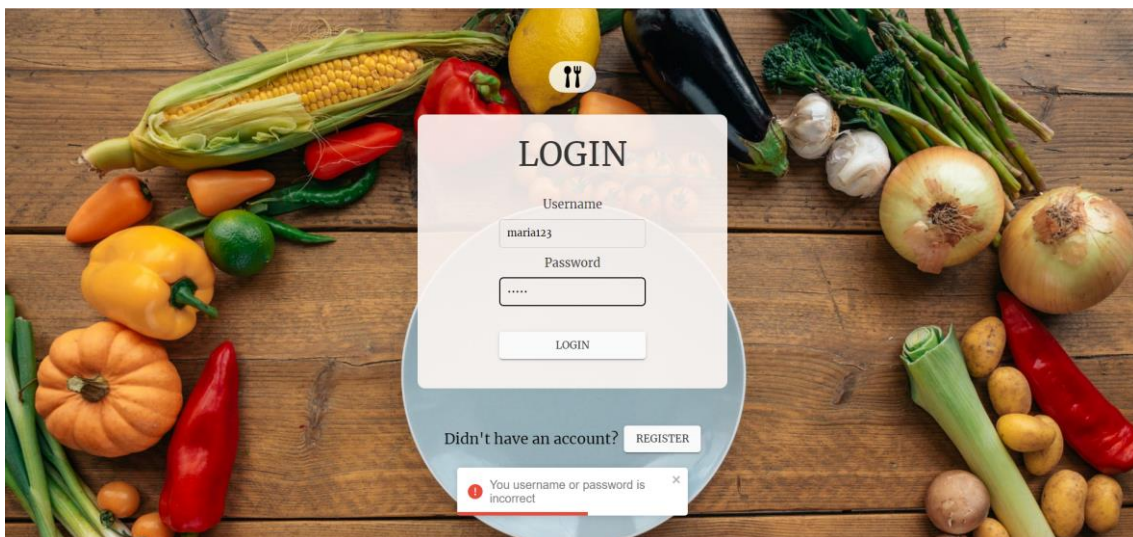 LOGIN
Username
maria123
Password
.....
LOGIN
Didn't have an account? REGISTER
You username or password is
incorrect